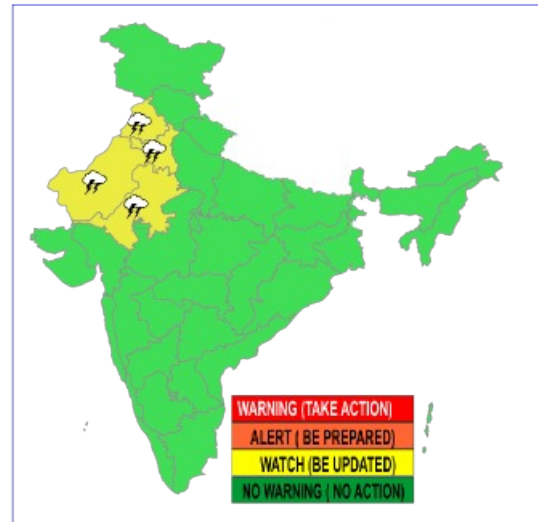 WARNING (TAKE ACTION)
ALERT ( BE PREPARED)
WATCH (BE UPDATED)
NO WARNING ( NO ACTION)